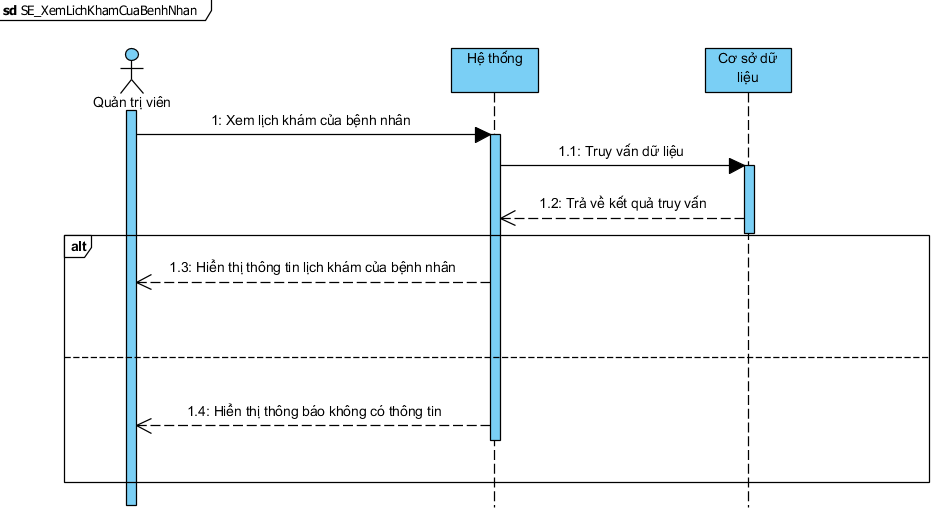 sd SE_XemLichKhamCuaBenhNhan
Quản trị viên
Hệ thống
Cơ sở dữ
liệu
1: Xem lịch khám của bệnh nhân
1.1: Truy vấn dữ liệu
1.2: Trả về kết quả truy vấn
alt
1.3: Hiển thị thông tin lịch khám của bệnh nhân
1.4: Hiển thị thông báo không có thông tin